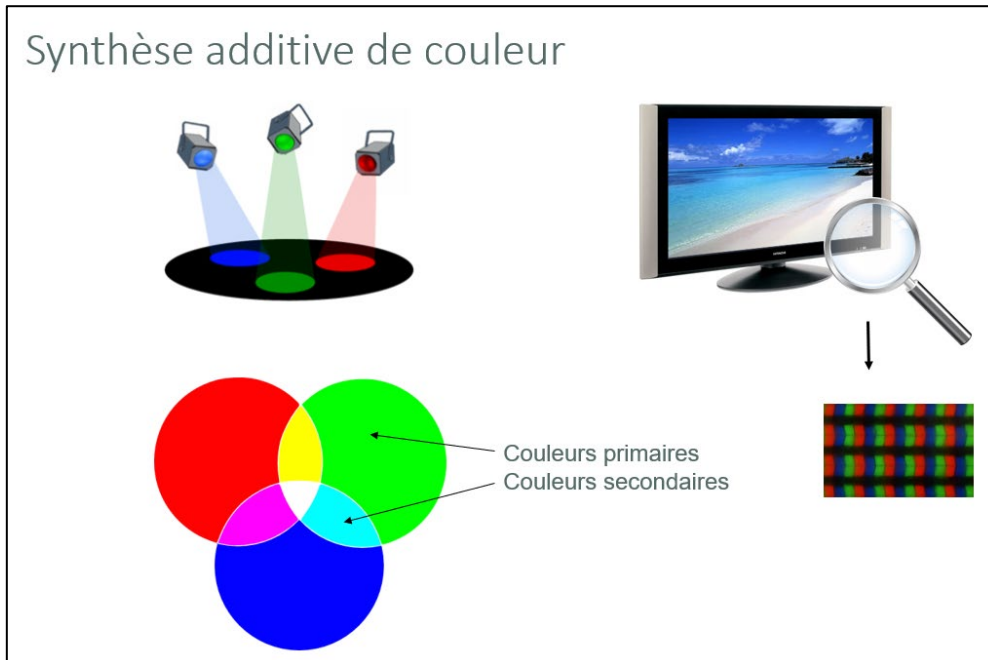 Synthèse additive de couleur
Couleurs primaires
Couleurs secondaires